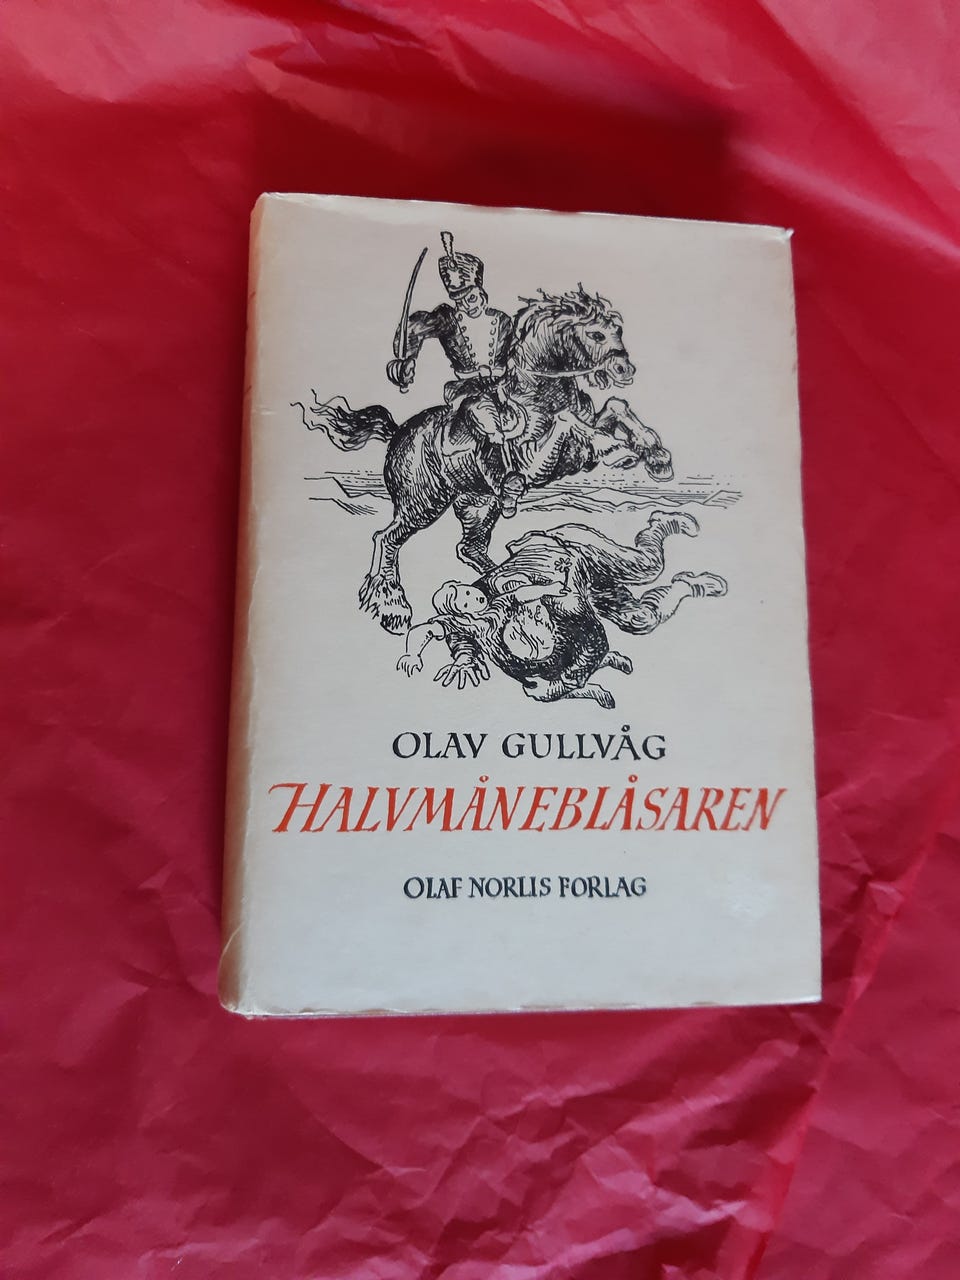 OLAV GULLVÅG
HALVMÅNEBLÅSAREN
OLAF NORLIS FORLAG